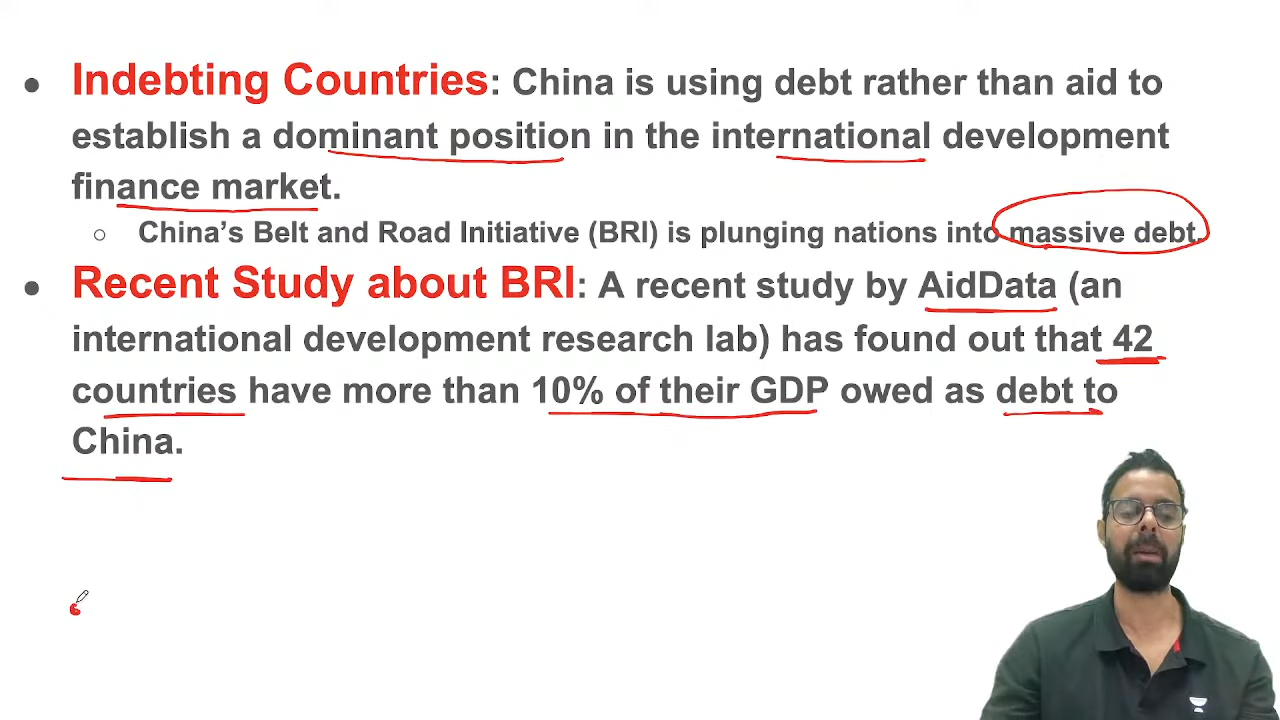 ● Indebting Countries: China is using debt rather than aid to
establish a dominant position in the international development
finance market.
○ China’s Belt and Road Initiative (BRI) is plunging nations into massive debt.
● Recent Study about BRI: A recent study by AidData (an
international development research lab) has found out that 42
countries have more than 10% of their GDP owed as debt to
China.